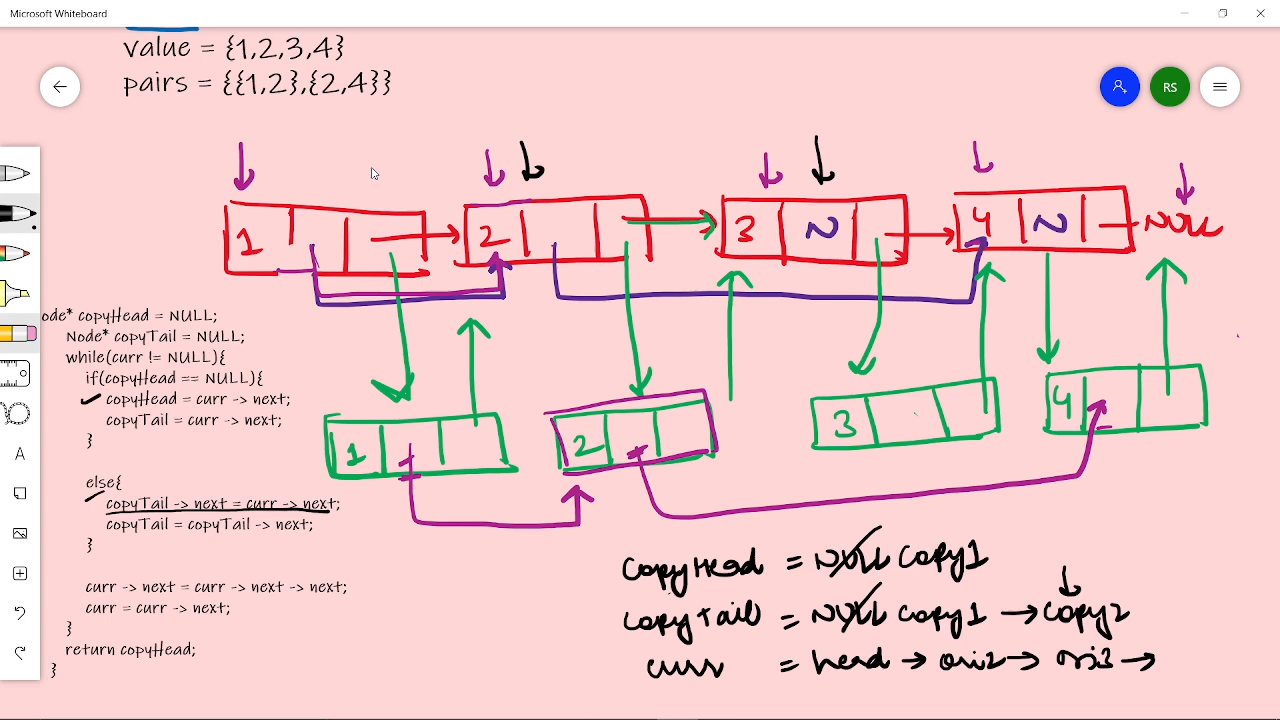 Microsoft Whiteboard
value = {1,2,3,4}
pairs = {{1,2},{2,4}}
RS
1
2
3 N
4 N NULL
ode* copyHead = NULL;
Node* copyTail = NULL;
while(curr != NULL){
if(copyHead == NULL){
copyHead = curr -> next;
copyTail = curr -> next;
}
else{
copyTail -> next = curr -> next;
copyTail = copyTail -> next;
}
curr -> next = curr -> next -> next;
curr = curr -> next;
}
return copyHead;
}
1
2
3
4
copyHead = NULL copy1
copyTail = NULL copy1 → copy2
curr = head → ori2 → ori3 →
A